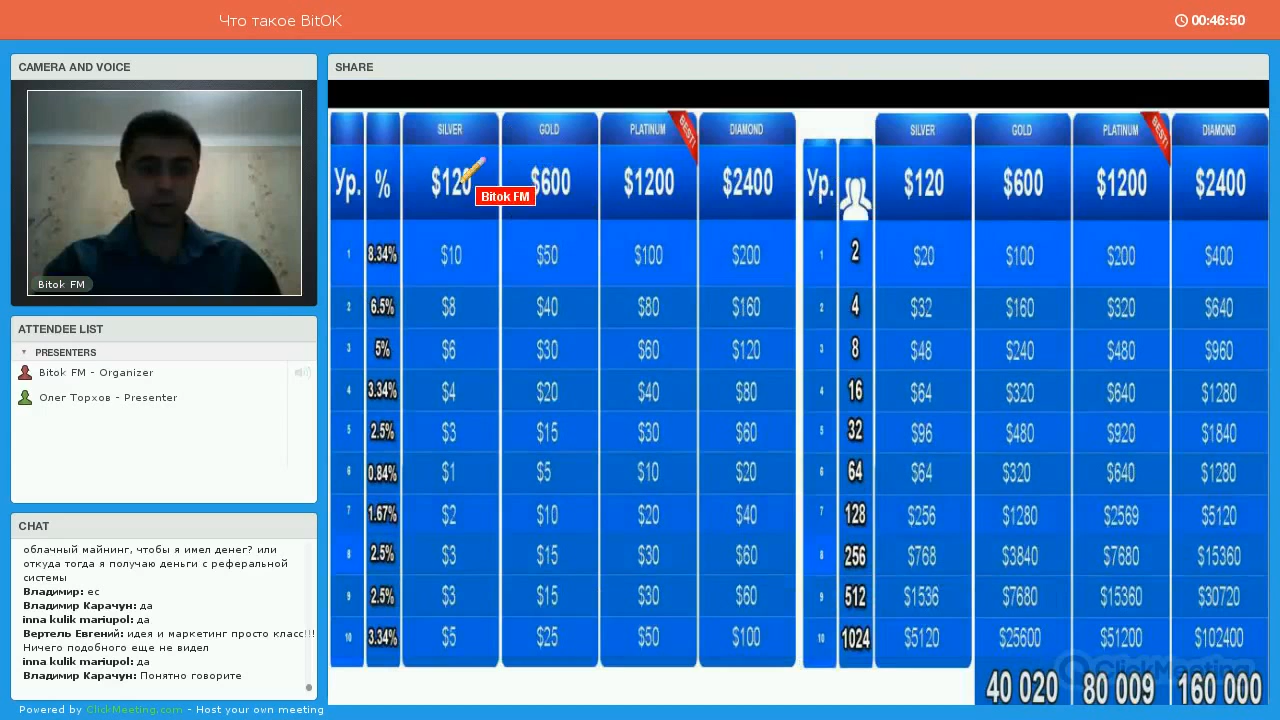 Что такое BitOK
00:46:50
CAMERA AND VOICE
Bitok FM
ATTENDEE LIST
PRESENTERS
Bitok FM - Organizer
Олег Торхов - Presenter
CHAT
облачный майнинг, чтобы я имел денег? или
откуда тогда я получаю деньги с реферальной
системы
Владимир: ес
Владимир Карачун: да
inna kulik mariupol: да
Вертель Евгений: идея и маркетинг просто класс!!!
Ничего подобного еще не видел
inna kulik mariupol: да
Владимир Карачун: Понятно говорите
Powered by ClickMeeting.com - Host your own meeting
SHARE
SILVER GOLD PLATINUM BEST! DIAMOND
Ур. % $120 $600 $1200 $2400
Bitok FM
1 8.34% $10 $50 $100 $200
2 6.5% $8 $40 $80 $160
3 5% $6 $30 $60 $120
4 3.34% $4 $20 $40 $80
5 2.5% $3 $15 $30 $60
6 0.84% $1 $5 $10 $20
7 1.67% $2 $10 $20 $40
8 2.5% $3 $15 $30 $60
9 2.5% $3 $15 $30 $60
10 3.34% $5 $25 $50 $100
SILVER GOLD PLATINUM BEST! DIAMOND
Ур. $120 $600 $1200 $2400
1 2 $20 $100 $200 $400
2 4 $32 $160 $320 $640
3 8 $48 $240 $480 $960
4 16 $64 $320 $640 $1280
5 32 $96 $480 $920 $1840
6 64 $64 $320 $640 $1280
7 128 $256 $1280 $2569 $5120
8 256 $768 $3840 $7680 $15360
9 512 $1536 $7680 $15360 $30720
10 1024 $5120 $25600 $51200 $102400
40 020 80 009 160 000
ClickMeeting